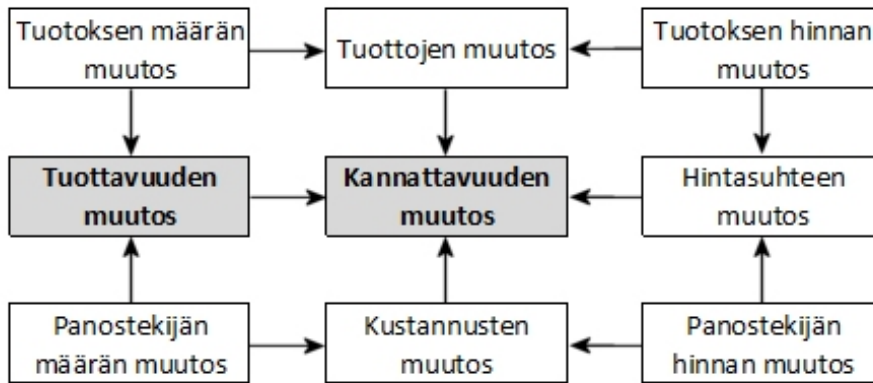 Tuotoksen määrän
muutos
Tuottojen muutos
Tuotoksen hinnan
muutos
Tuottavuuden
muutos
Kannattavuuden
muutos
Hintasuhteen
muutos
Panostekijän
määrän muutos
Kustannusten
muutos
Panostekijän
hinnan muutos